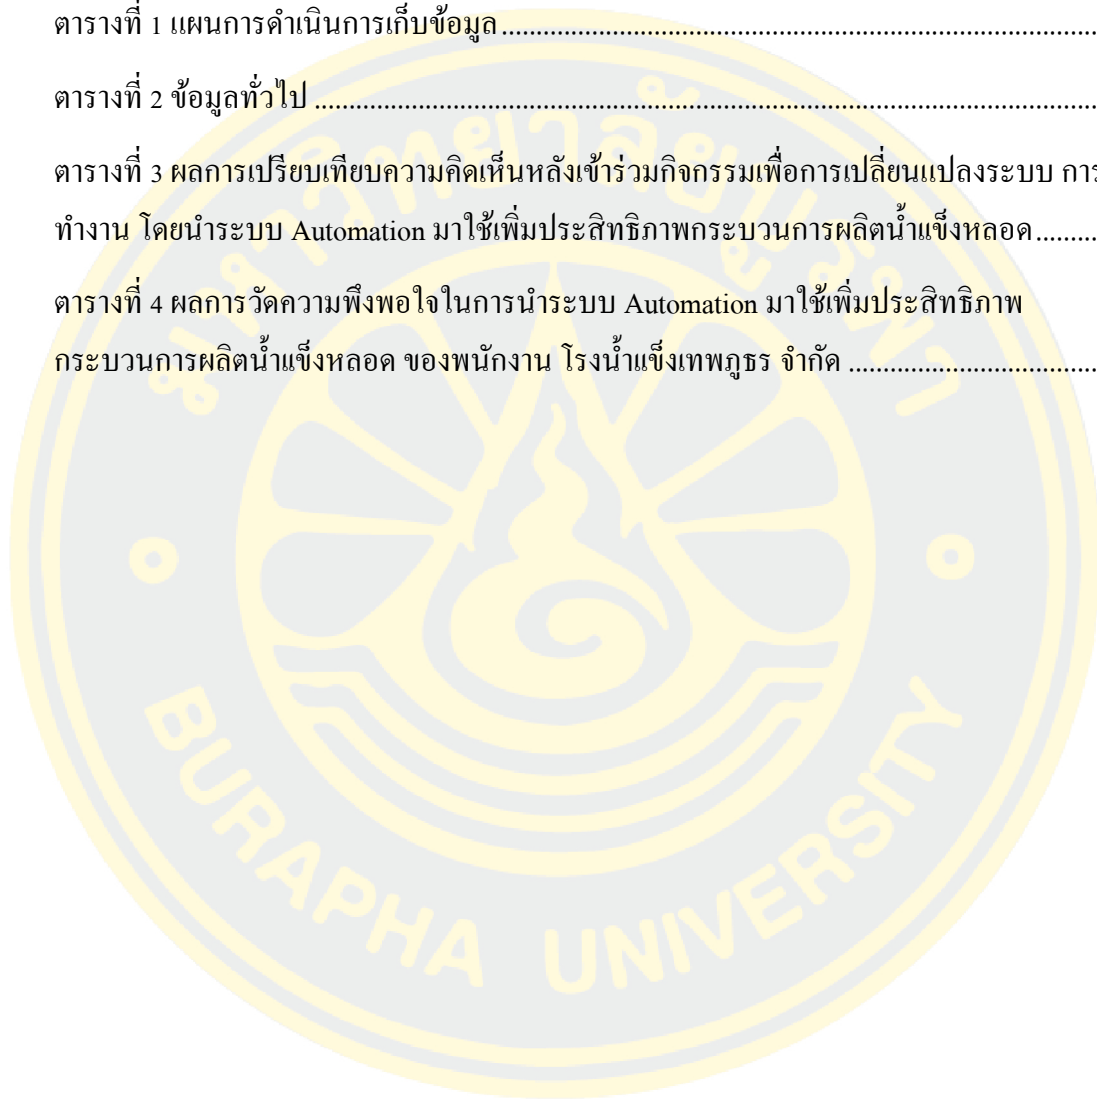 ตารางที่ 1 แผนการดำเนินการเก็บข้อมูล
ตารางที่ 2 ข้อมูลทั่วไป
ตารางที่ 3 ผลการเปรียบเทียบความคิดเห็นหลังเข้าร่วมกิจกรรมเพื่อการเปลี่ยนแปลงระบบ การ
ทำงาน โดยนำระบบ Automation มาใช้เพิ่มประสิทธิภาพกระบวนการผลิตน้ำแข็งหลอด
ตารางที่ 4 ผลการวัดความพึงพอใจในการนำระบบ Automation มาใช้เพิ่มประสิทธิภาพ
กระบวนการผลิตน้ำแข็งหลอด ของพนักงาน โรงน้ำแข็งเทพภูธร จำกัด
มหาวิทยาลัยบูรพา
BURAPHA UNIVERSITY